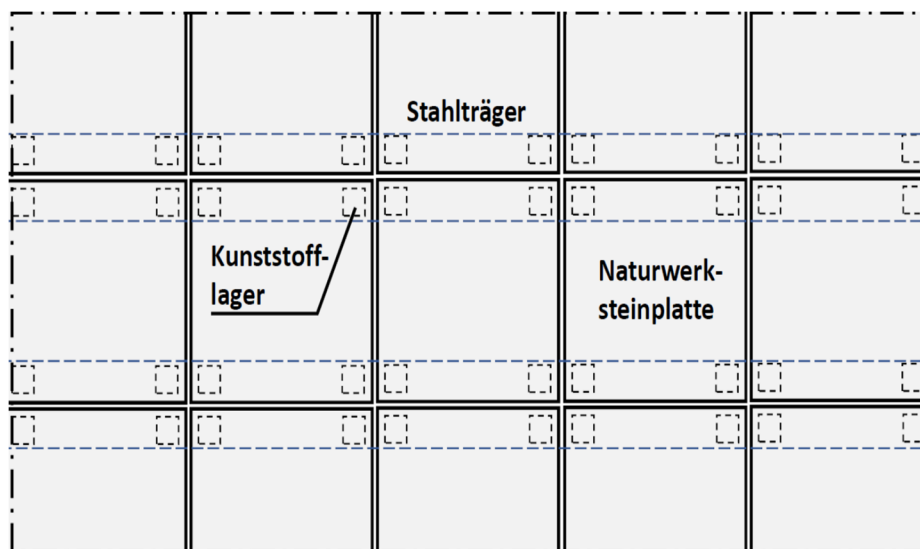 Stahlträger
Kunststoff-
lager
Naturwerk-
steinplatte